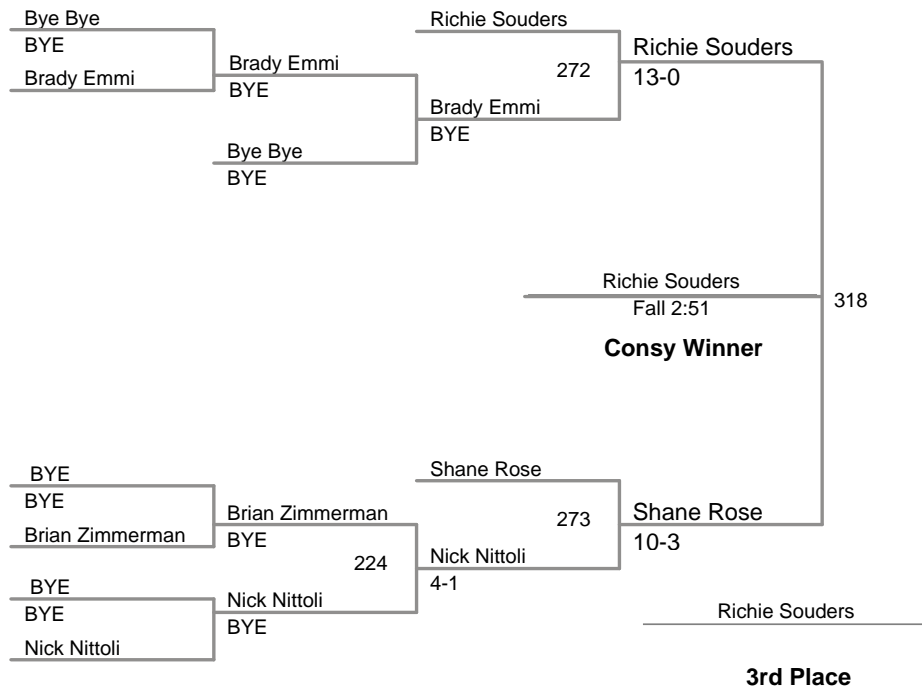 Bye Bye
BYE
Brady Emmi
Brady Emmi
BYE
Bye Bye
BYE
Richie Souders
272
Brady Emmi
BYE
Richie Souders
13-0
Richie Souders
Fall 2:51
Consy Winner
318
BYE
BYE
Brian Zimmerman
Brian Zimmerman
BYE
224
BYE
BYE
Nick Nittoli
Nick Nittoli
BYE
Shane Rose
273
Nick Nittoli
4-1
Shane Rose
10-3
Richie Souders
3rd Place